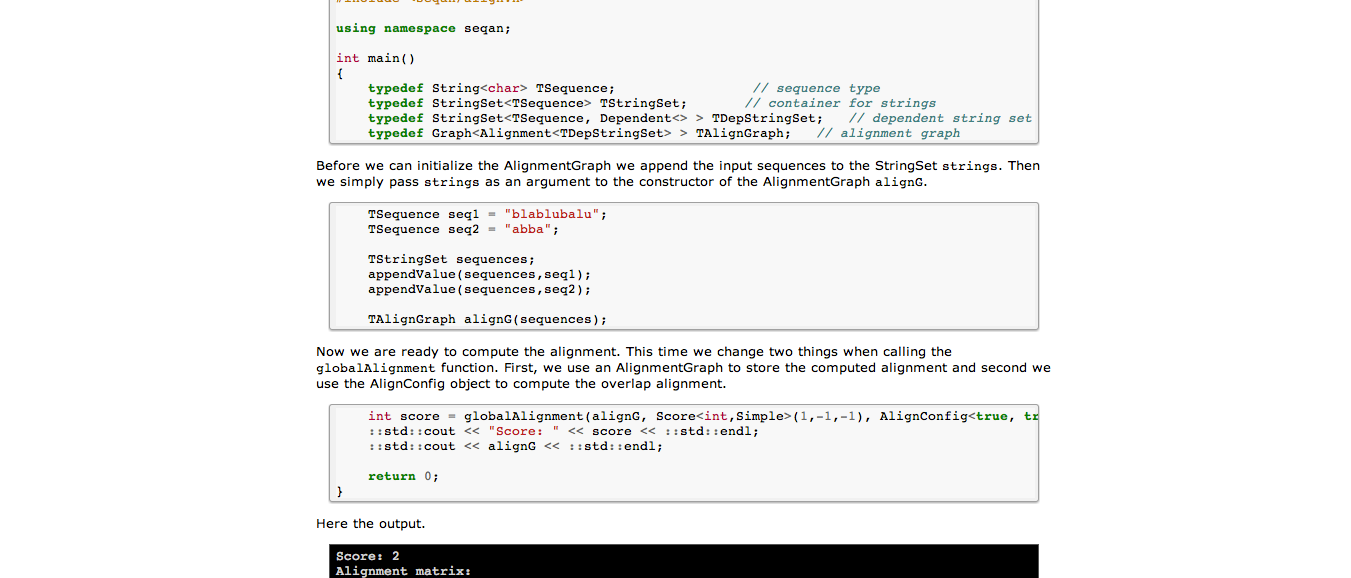 using namespace seqan;
int main()
{
typedef String<char> TSequence; // sequence type
typedef StringSet<TSequence> TStringSet; // container for strings
typedef StringSet<TSequence, Dependent<> > TDepStringSet; // dependent string set
typedef Graph<Alignment<TDepStringSet> > TAlignGraph; // alignment graph
Before we can initialize the AlignmentGraph we append the input sequences to the StringSet strings. Then
we simply pass strings as an argument to the constructor of the AlignmentGraph alignG.
TSequence seq1 = "blablubalu";
TSequence seq2 = "abba";
TStringSet sequences;
appendValue(sequences,seq1);
appendValue(sequences,seq2);
TAlignGraph alignG(sequences);
Now we are ready to compute the alignment. This time we change two things when calling the
globalAlignment function. First, we use an AlignmentGraph to store the computed alignment and second we
use the AlignConfig object to compute the overlap alignment.
int score = globalAlignment(alignG, Score<int,Simple>(1,-1,-1), AlignConfig<true, tr
::std::cout << "Score: " << score << ::std::endl;
::std::cout << alignG << ::std::endl;
return 0;
}
Here the output.
Score: 2
Alignment matrix: